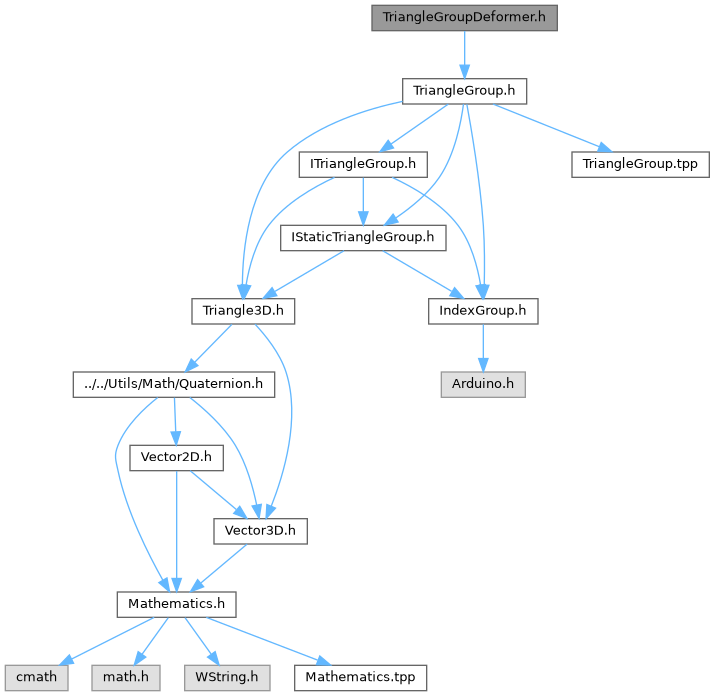 TriangleGroupDeformer.h
TriangleGroup.h
ITriangleGroup.h
TriangleGroup.tpp
IStaticTriangleGroup.h
Triangle3D.h
IndexGroup.h
../../Utils/Math/Quaternion.h
Arduino.h
Vector2D.h
Vector3D.h
Mathematics.h
cmath
math.h
WString.h
Mathematics.tpp